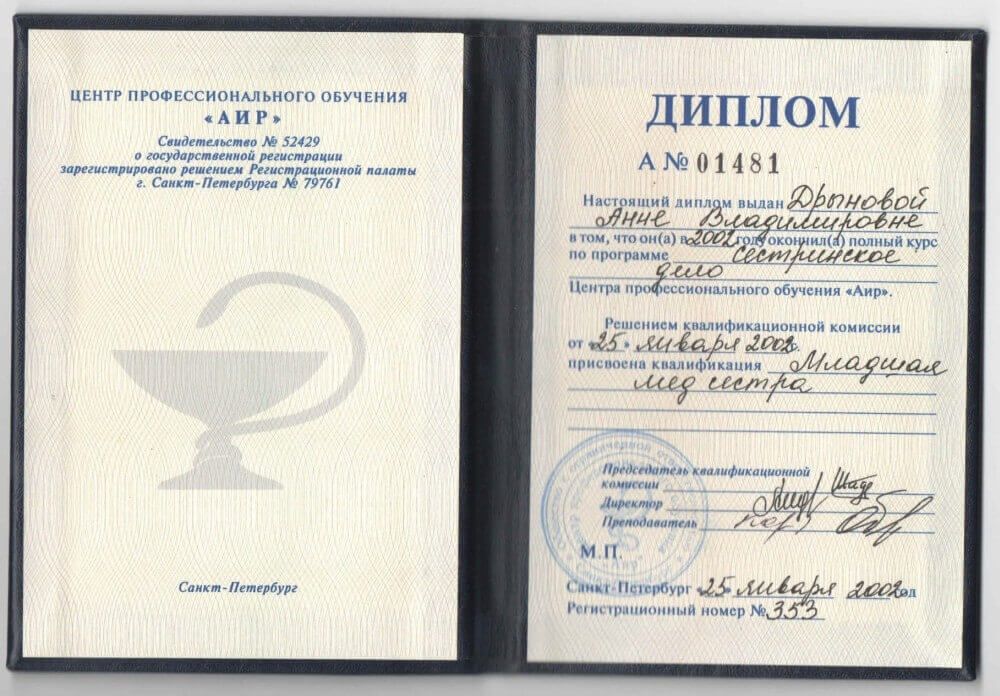 ЦЕНТР ПРОФЕССИОНАЛЬНОГО ОБУЧЕНИЯ
«АИР»
Свидетельство № 52429
о государственной регистрации
зарегистрировано решением Регистрационной палаты
г. Санкт-Петербурга № 79761
Санкт-Петербург
ДИПЛОМ
А № 01481
Настоящий диплом выдан Дрыновой
Анне Владимировне
в том, что он(а) в 2002 году окончил(а) полный курс
по программе сестринское
дело
Центра профессионального обучения «Аир».
Решением квалификационной комиссии
от «25» января 2002 г.
присвоена квалификация Младшая
мед сестра
Председатель квалификационной
комиссии
Директор
Преподаватель
М.П.
Санкт-Петербург «25» января 2002 год
Регистрационный номер № 353